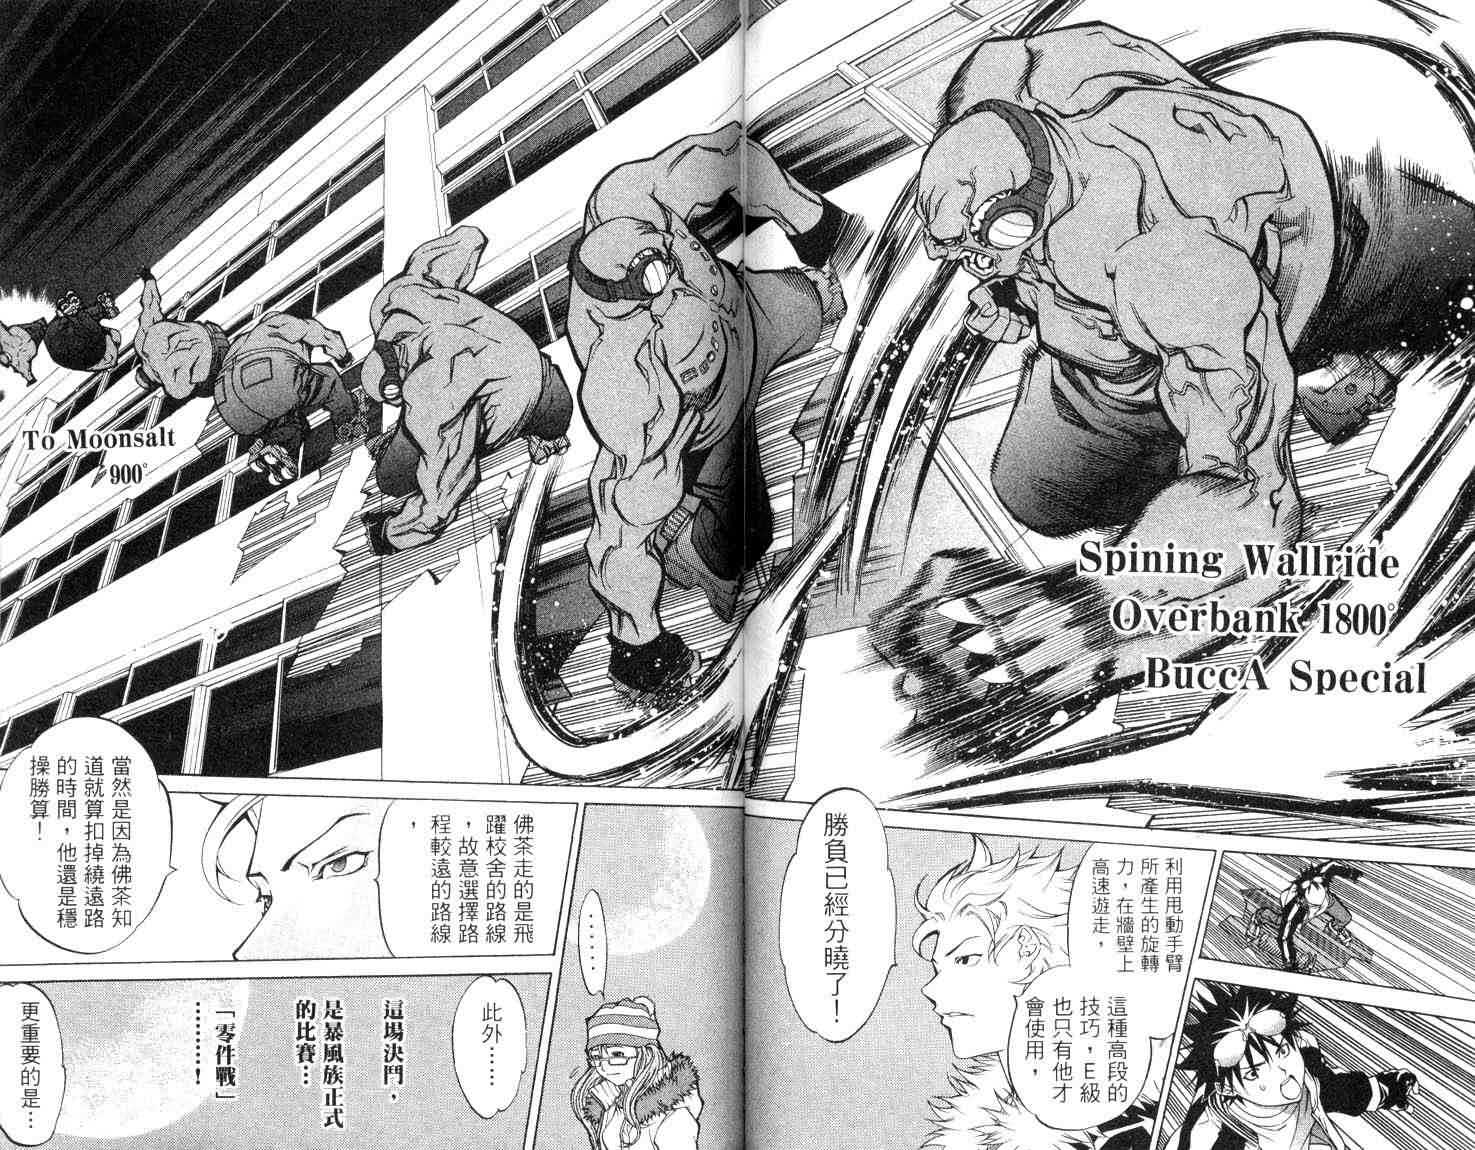 Spining Wallride
Overbank 1800°
BuccA Special
To Moonsalt
900°
利用甩動手臂
所產生的旋轉
力，在牆壁上
高速遊走，
這種高段的
技巧，E級
也只有他才
會使用，
勝負已經分曉了！
佛茶走的是飛
躍校舍的路線
，故意選擇路
程較遠的路線
，
當然是因為佛茶知
道就算扣掉繞遠路
的時間，他還是穩
操勝算！
………
此外……
這場決鬥，
是暴風族正式
的比賽…
「零件戰」
…………！
更重要的是…